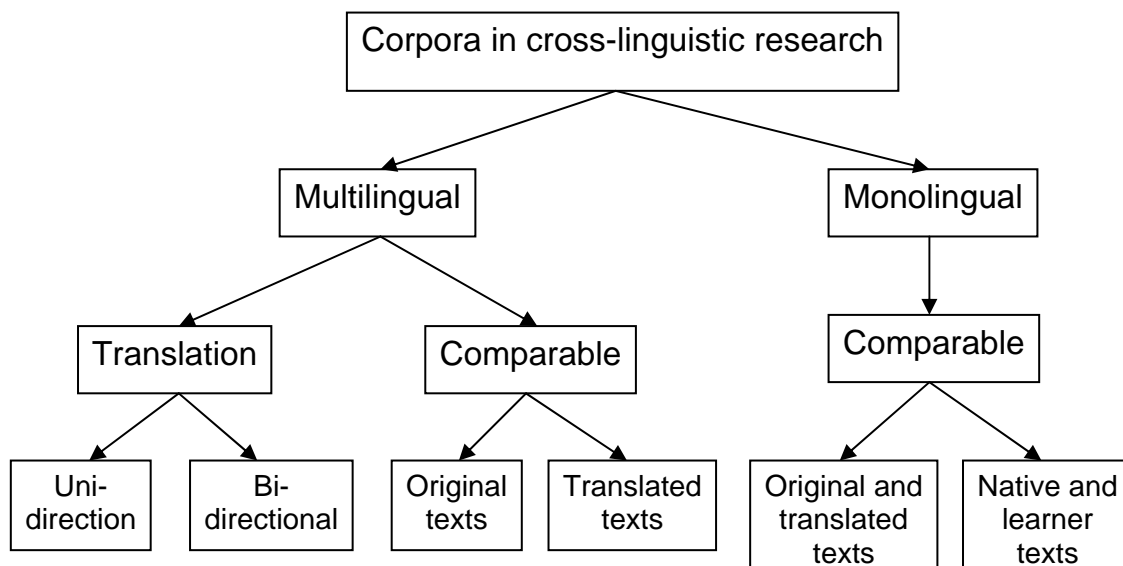 Corpora in cross-linguistic research
Multilingual
Monolingual
Translation
Comparable
Comparable
Uni-
direction
Bi-
directional
Original
texts
Translated
texts
Original and
translated
texts
Native and
learner
texts